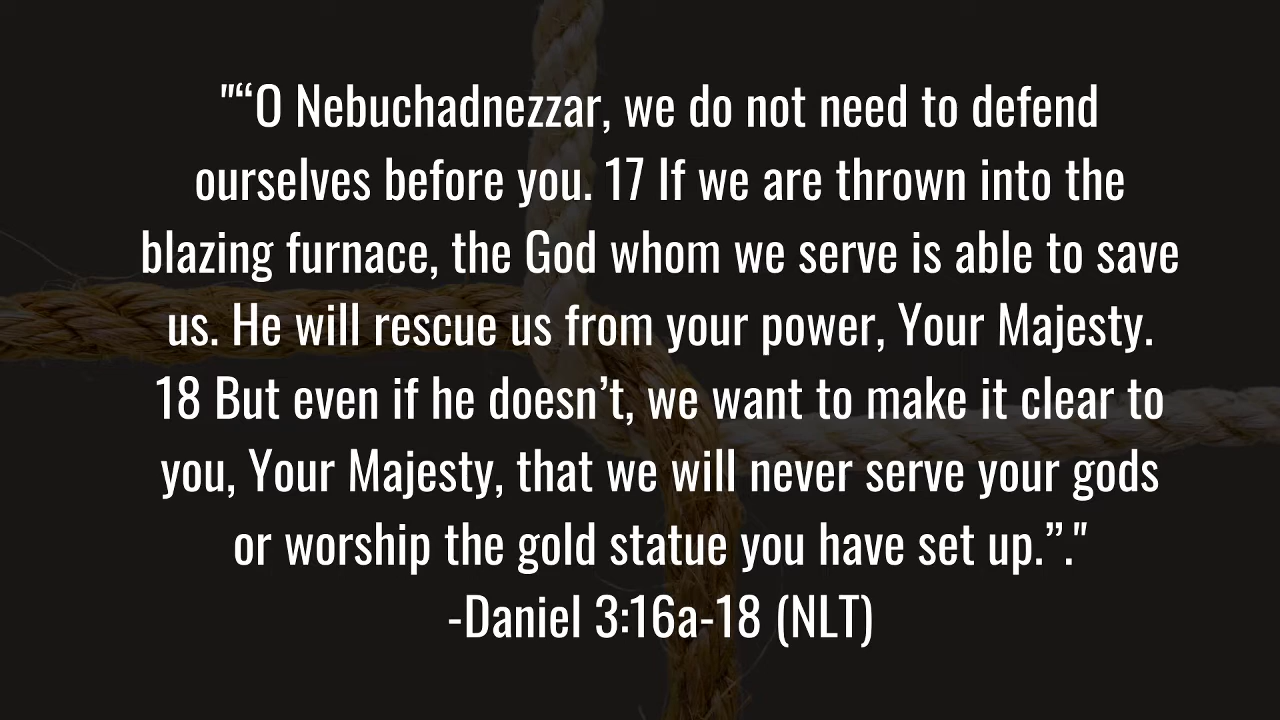 "“O Nebuchadnezzar, we do not need to defend
ourselves before you. 17 If we are thrown into the
blazing furnace, the God whom we serve is able to save
us. He will rescue us from your power, Your Majesty.
18 But even if he doesn’t, we want to make it clear to
you, Your Majesty, that we will never serve your gods
or worship the gold statue you have set up.”."
-Daniel 3:16a-18 (NLT)